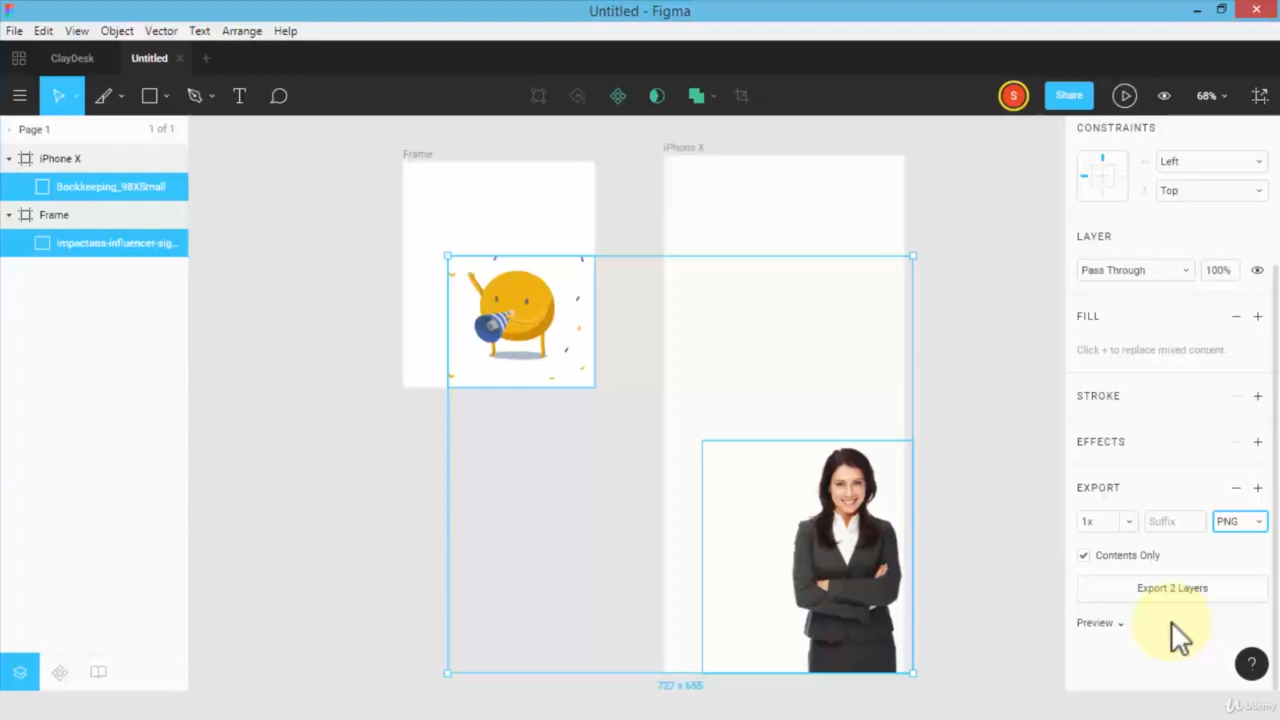 Untitled - Figma
File Edit View Object Vector Text Arrange Help
ClayDesk Untitled
S Share 68%
Page 1 1 of 1
iPhone X
Bockkeeping_98XSmall
Frame
Impactana-influencer-sig...
Frame
iPhone X
727 x 655
CONSTRAINTS
Left
Top
LAYER
Pass Through 100%
FILL
Click + to replace mixed content.
STROKE
EFFECTS
EXPORT
1x Suffix PNG
Contents Only
Export 2 Layers
Preview
?
Udemy